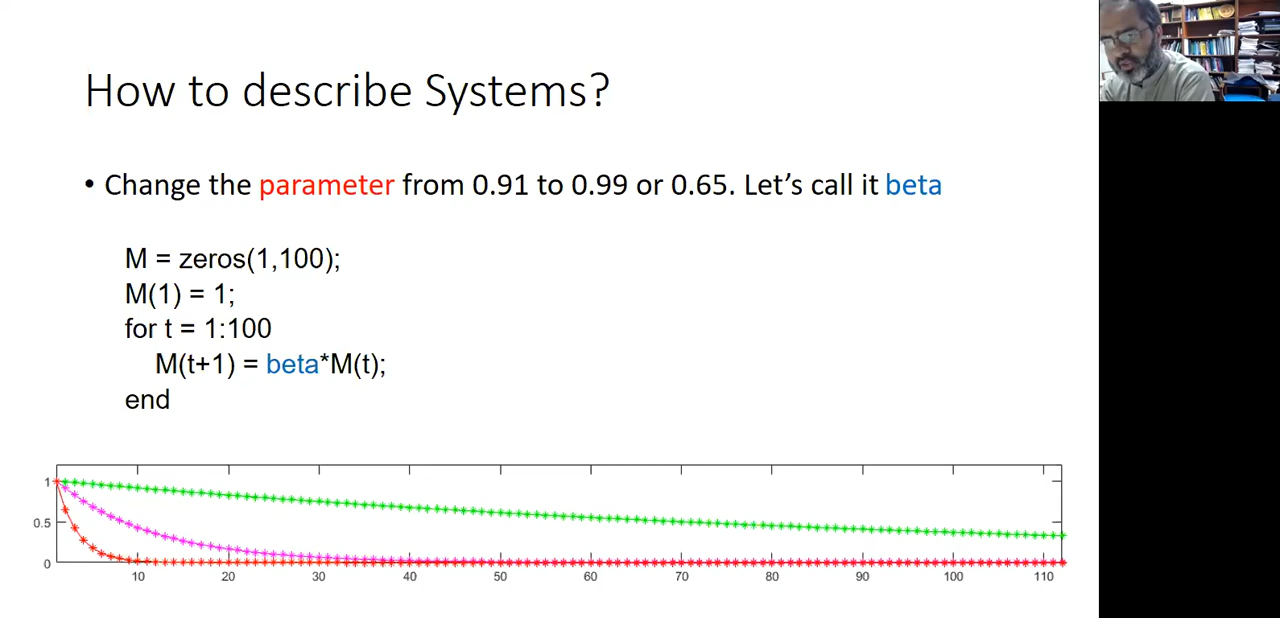 How to describe Systems?
• Change the parameter from 0.91 to 0.99 or 0.65. Let’s call it beta
M = zeros(1,100);
M(1) = 1;
for t = 1:100
M(t+1) = beta*M(t);
end
1
0.5
0
10 20 30 40 50 60 70 80 90 100 110